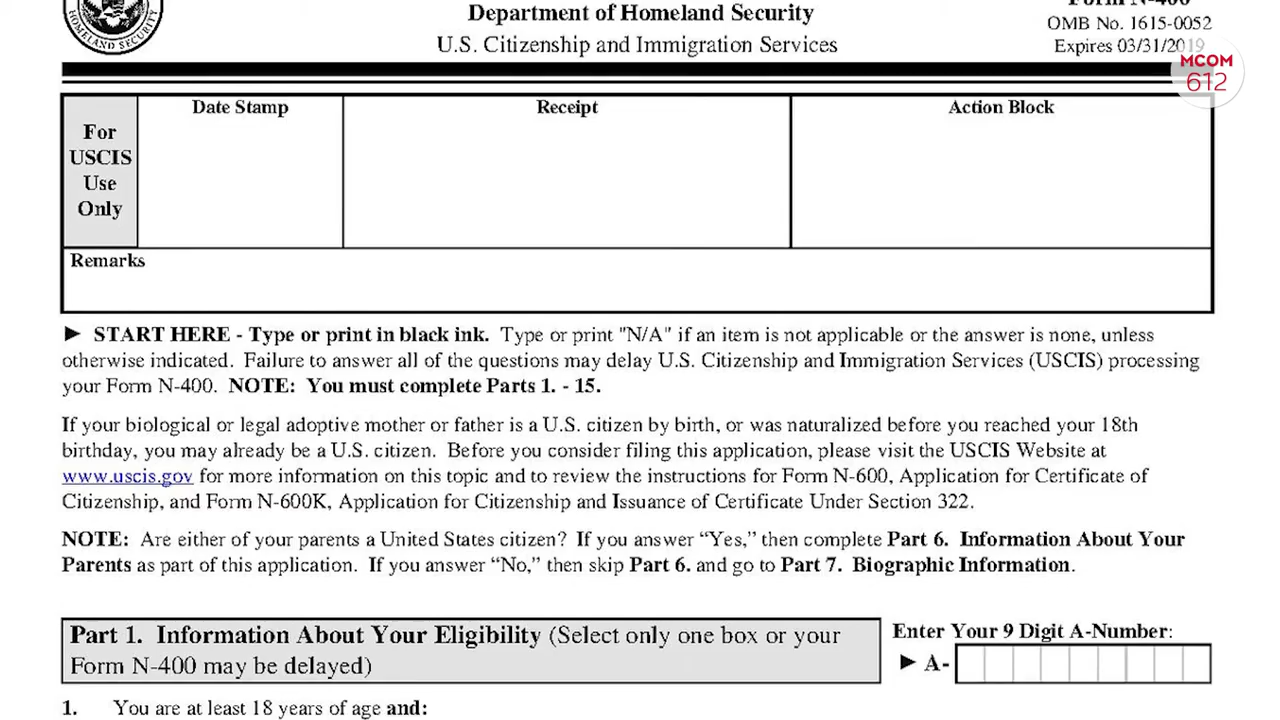 HOMELAND SECURITY
Department of Homeland Security
U.S. Citizenship and Immigration Services
Form N-400
OMB No. 1615-0052
Expires 03/31/2019
MCOM
612
For
USCIS
Use
Only
Date Stamp
Receipt
Action Block
Remarks
► START HERE - Type or print in black ink. Type or print "N/A" if an item is not applicable or the answer is none, unless
otherwise indicated. Failure to answer all of the questions may delay U.S. Citizenship and Immigration Services (USCIS) processing
your Form N-400. NOTE: You must complete Parts 1. - 15.
If your biological or legal adoptive mother or father is a U.S. citizen by birth, or was naturalized before you reached your 18th
birthday, you may already be a U.S. citizen. Before you consider filing this application, please visit the USCIS Website at
www.uscis.gov for more information on this topic and to review the instructions for Form N-600, Application for Certificate of
Citizenship, and Form N-600K, Application for Citizenship and Issuance of Certificate Under Section 322.
NOTE: Are either of your parents a United States citizen? If you answer “Yes,” then complete Part 6. Information About Your
Parents as part of this application. If you answer “No,” then skip Part 6. and go to Part 7. Biographic Information.
Part 1. Information About Your Eligibility (Select only one box or your
Form N-400 may be delayed)
Enter Your 9 Digit A-Number:
► A-
1. You are at least 18 years of age and: